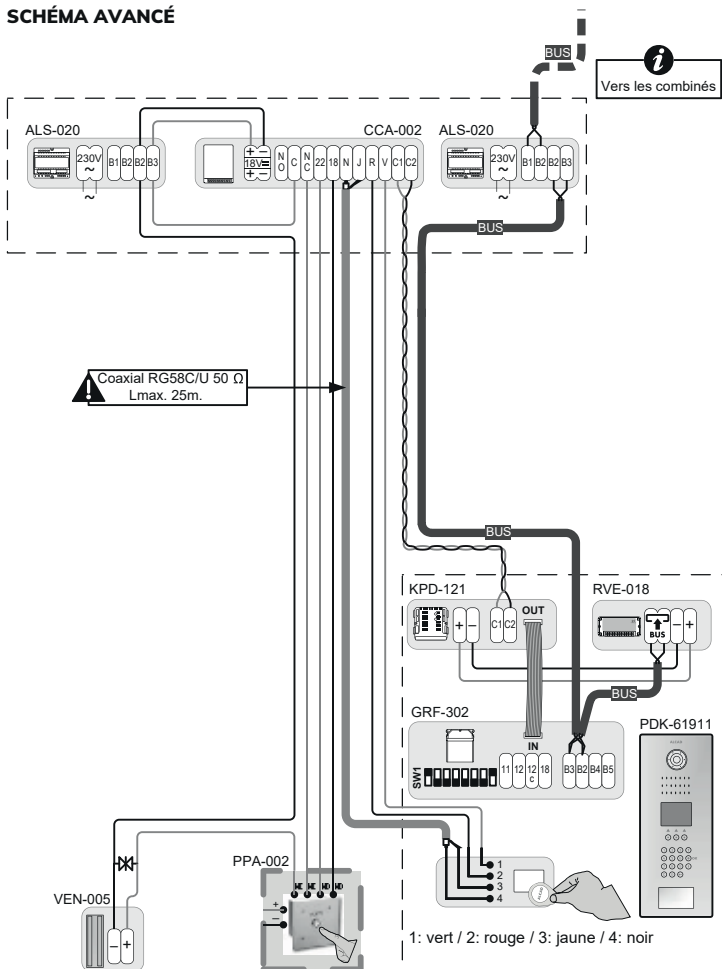 SCHÉMA AVANCÉ
BUS
Vers les combinés
ALS-020
230V
~
~
B1 B2 B2 B3
CCA-002
+ −
18V
+ −
NO C NC 22 18 N J R V C1 C2
ALS-020
230V
~
~
B1 B2 B2 B3
BUS
Coaxial RG58C/U 50 Ω
Lmax. 25m.
BUS
KPD-121
+ −
C1 C2
OUT
RVE-018
BUS
− +
BUS
GRF-302
SW1
IN
11 12 12c 18
B3 B2 B4 B5
PDK-61911
1
2
3
4
1: vert / 2: rouge / 3: jaune / 4: noir
VEN-005
− +
PPA-002
+
−